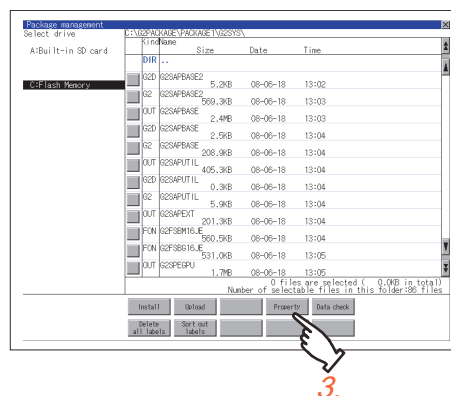 Package management
Select drive
A:Built-in SD card
C:Flash Memory
C:\G2PACKAGE\PACKAGE1\G2SYS\
Kind Name Size Date Time
DIR ..
G2D G2SAPBASE2 5.2KB 08-06-18 13:02
G2 G2SAPBASE2 569.3KB 08-06-18 13:03
OUT G2SAPBASE 2.4MB 08-06-18 13:03
G2D G2SAPBASE 2.5KB 08-06-18 13:04
G2 G2SAPBASE 208.9KB 08-06-18 13:04
OUT G2SAPUTIL 405.3KB 08-06-18 13:04
G2D G2SAPUTIL 0.3KB 08-06-18 13:04
G2 G2SAPUTIL 5.9KB 08-06-18 13:04
OUT G2SAPEXT 201.3KB 08-06-18 13:04
FON G2FSBM16_JE 560.5KB 08-06-18 13:04
FON G2FSBG16_JE 531.0KB 08-06-18 13:05
OUT G2SPEGPU 1.7MB 08-06-18 13:05
0 files are selected ( 0.0KB in total)
Number of selectable files in this folder:86 files
Install Upload Property Data check
Delete all labels
Sort out labels
3.